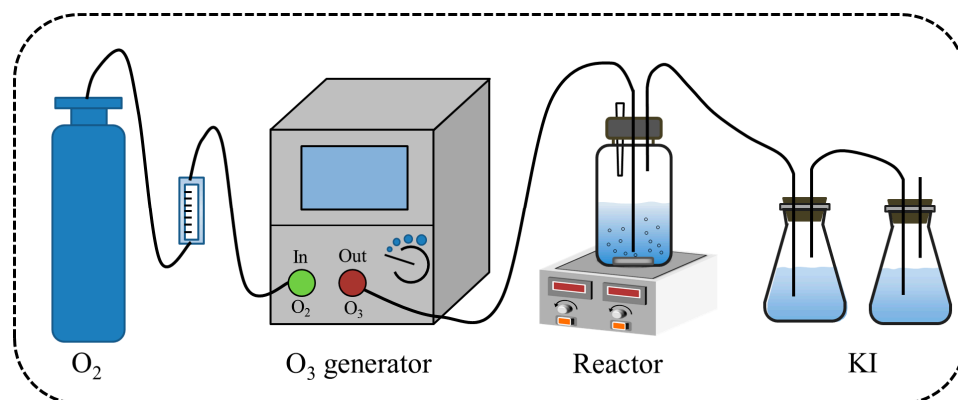 In
Out
O₂
O₃
O₂
O₃ generator
Reactor
KI